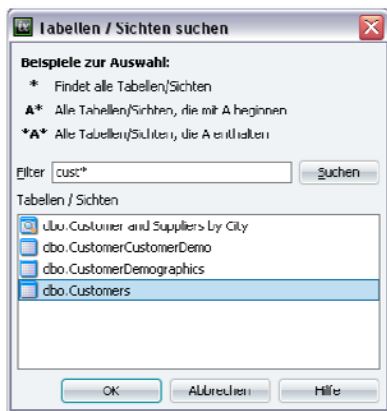 Tabellen / Sichten suchen
Beispiele zur Auswahl:
* Findet alle Tabellen/Sichten
A* Alle Tabellen/Sichten, die mit A beginnen
*A* Alle Tabellen/Sichten, die A enthalten
Filter cust* Suchen
Tabellen / Sichten
dbo.Customer and Suppliers by City
dbo.CustomerCustomerDemo
dbo.CustomerDemographics
dbo.Customers
OK Abbrechen Hilfe